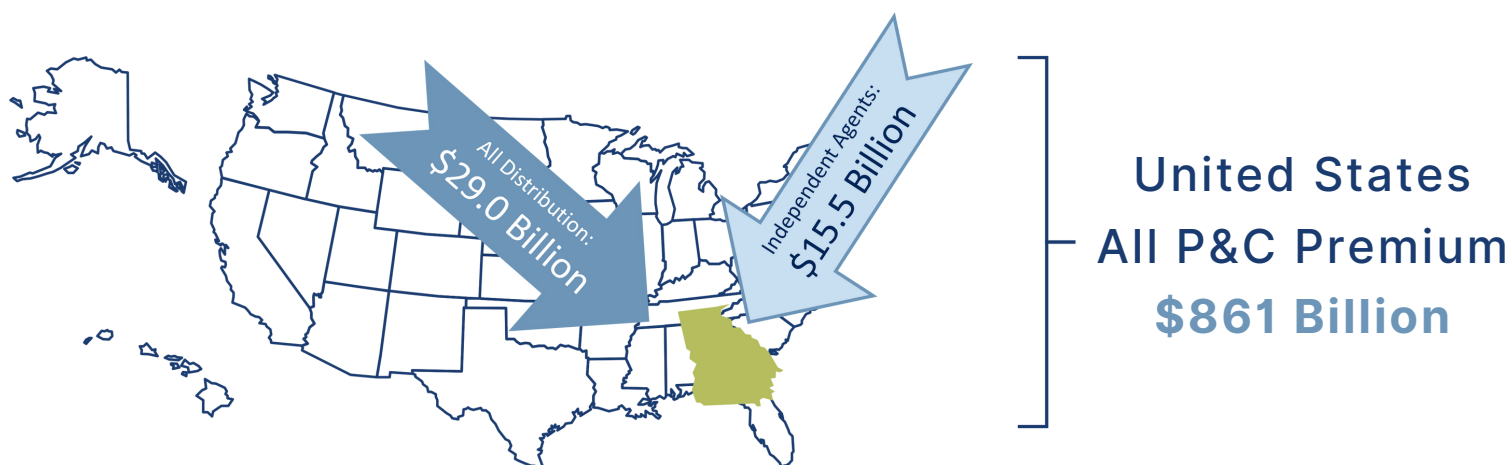 All Distribution:
$29.0 Billion
Independent Agents:
$15.5 Billion
United States
All P&C Premium
$861 Billion